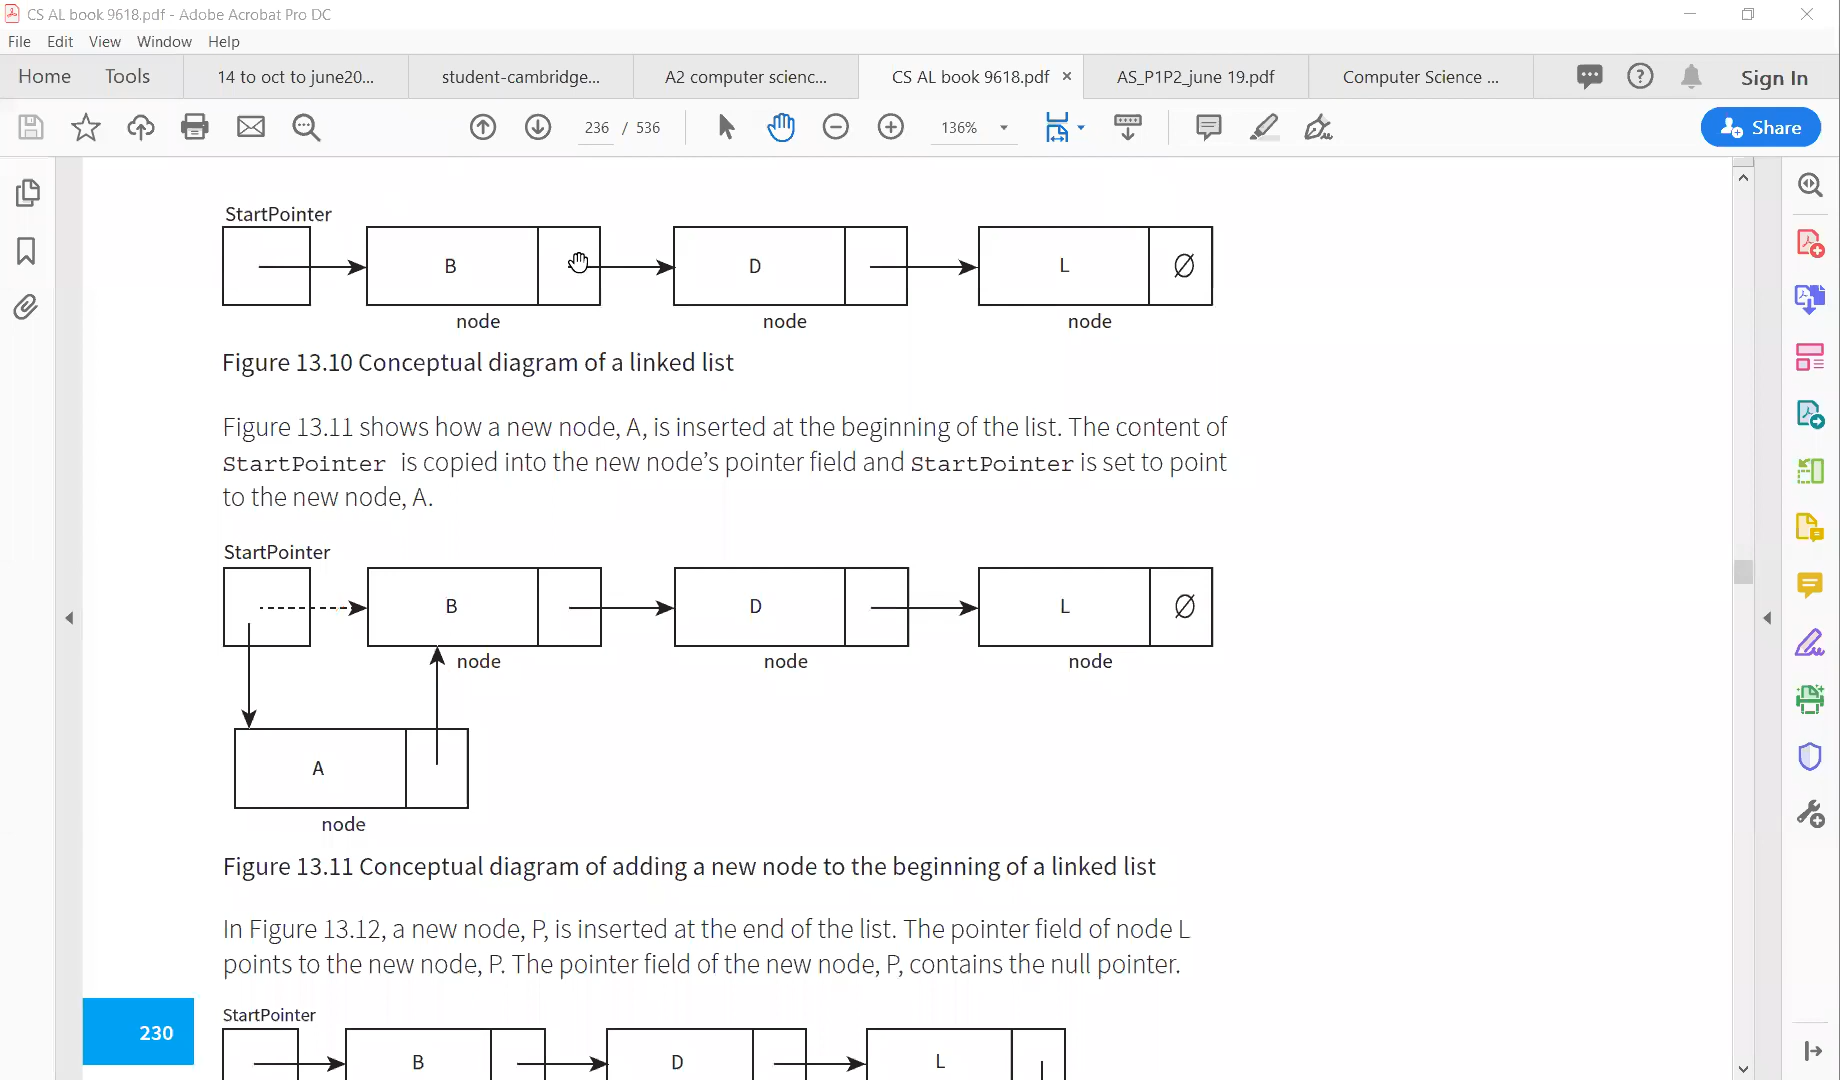 CS AL book 9618.pdf - Adobe Acrobat Pro DC
File Edit View Window Help
Home Tools 14 to oct to june20... student-cambridge... A2 computer scienc... CS AL book 9618.pdf × AS_P1P2_june 19.pdf Computer Science ... Sign In
236 / 536 136% Share
StartPointer
B D L Ø
node node node
Figure 13.10 Conceptual diagram of a linked list
Figure 13.11 shows how a new node, A, is inserted at the beginning of the list. The content of
StartPointer is copied into the new node’s pointer field and StartPointer is set to point
to the new node, A.
StartPointer
B D L Ø
node node node
A
node
Figure 13.11 Conceptual diagram of adding a new node to the beginning of a linked list
In Figure 13.12, a new node, P, is inserted at the end of the list. The pointer field of node L
points to the new node, P. The pointer field of the new node, P, contains the null pointer.
StartPointer
230
B D L